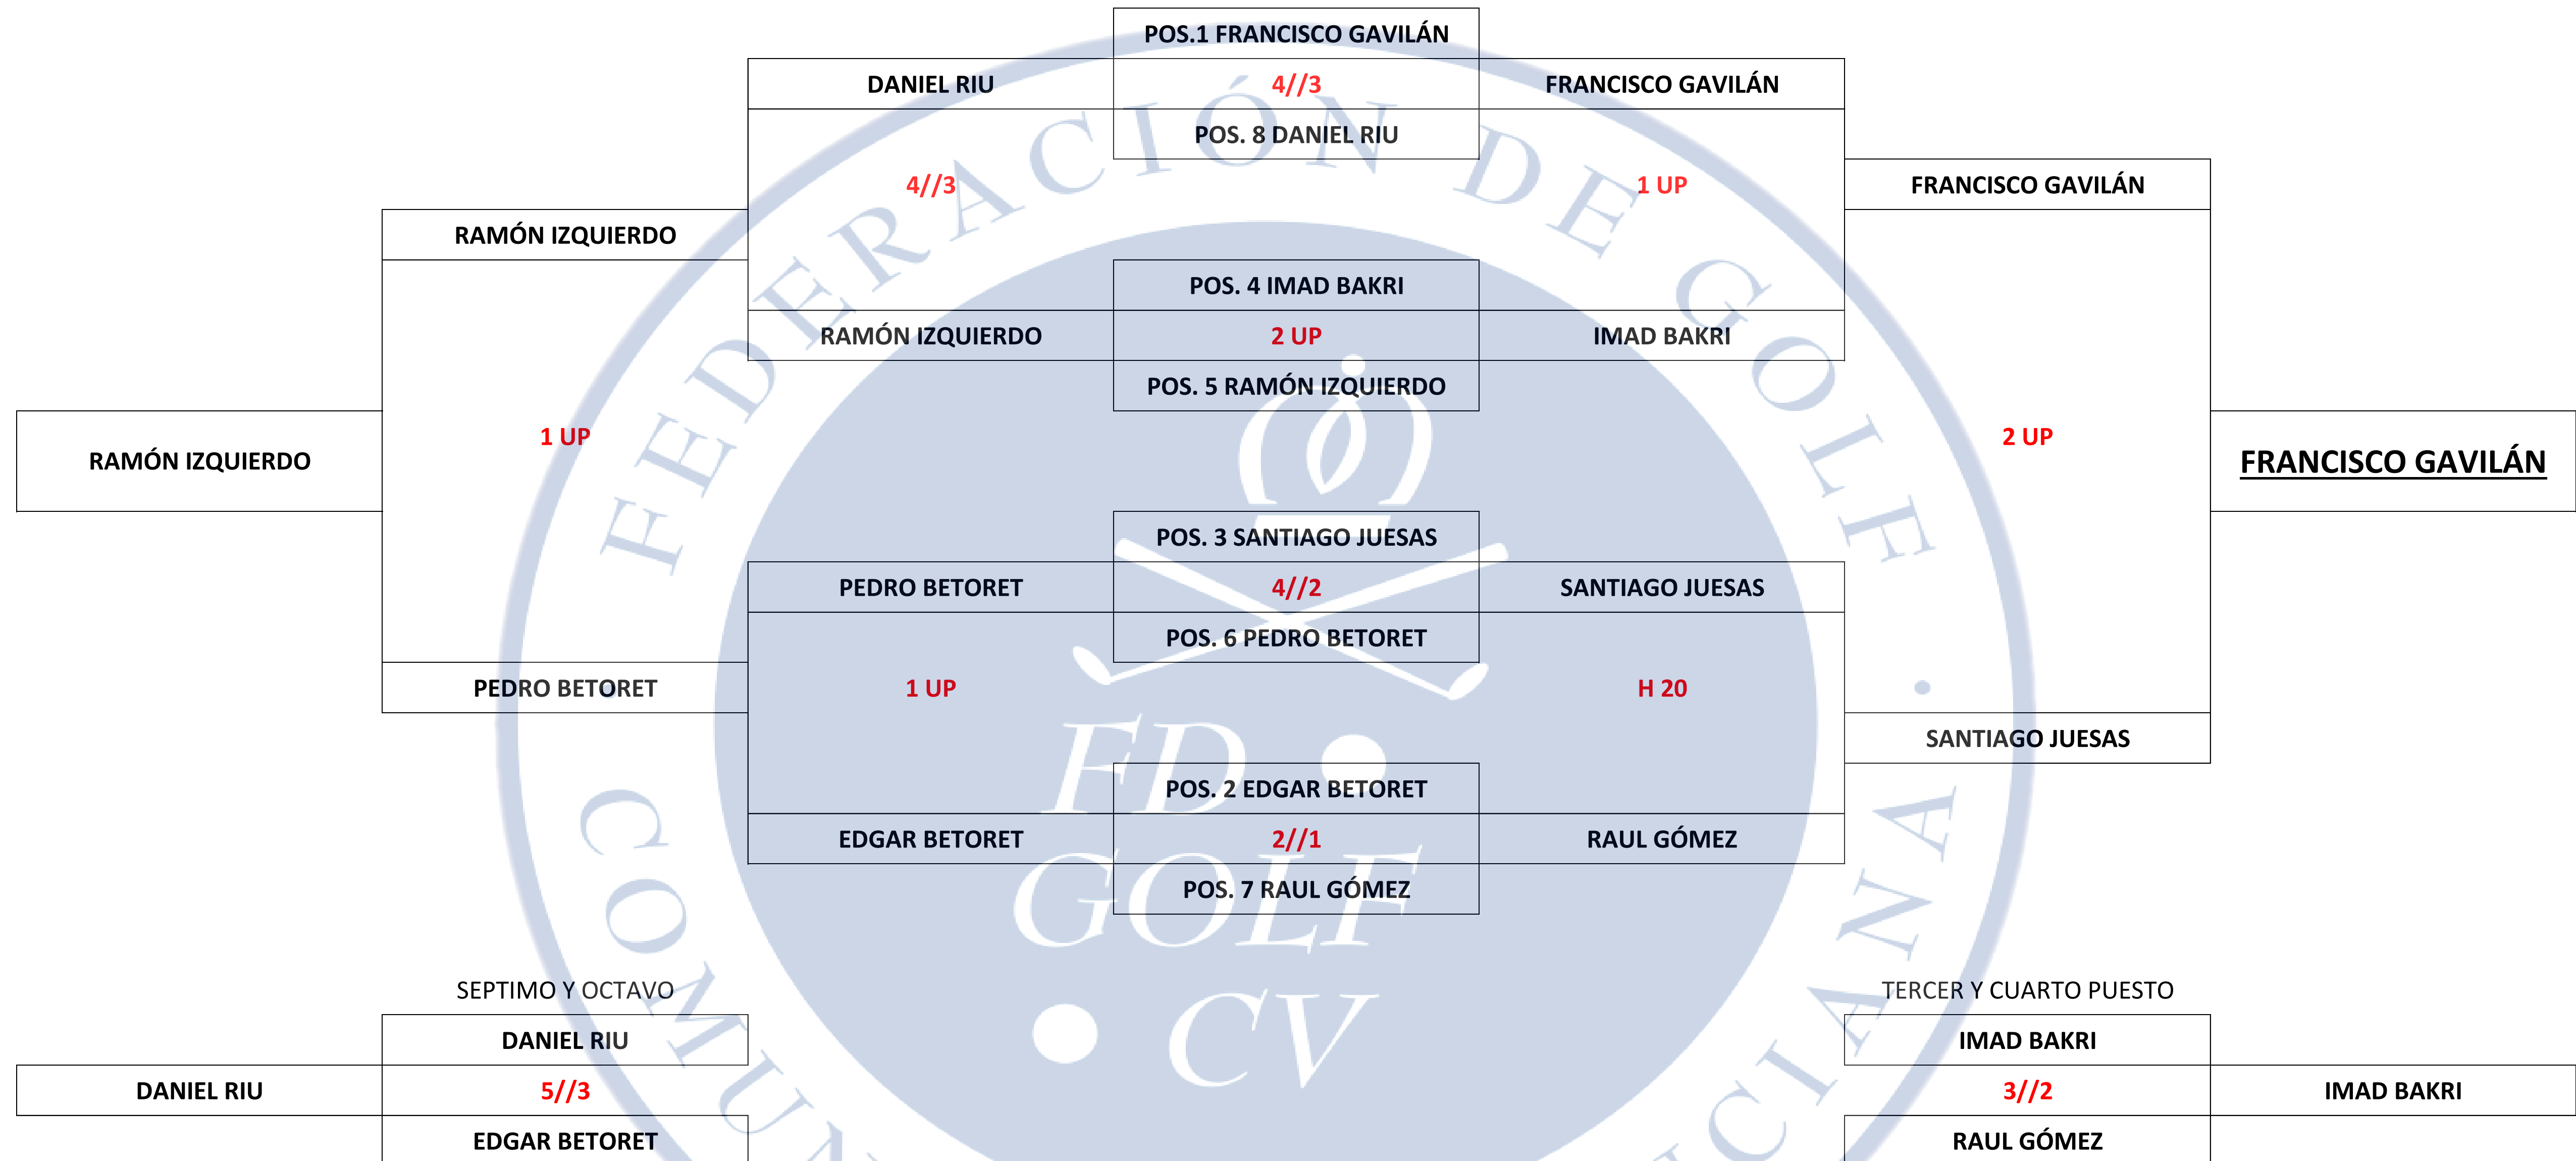 POS.1 FRANCISCO GAVILÁN
DANIEL RIU 4//3 FRANCISCO GAVILÁN
POS. 8 DANIEL RIU
4//3 1 UP FRANCISCO GAVILÁN
RAMÓN IZQUIERDO
POS. 4 IMAD BAKRI
RAMÓN IZQUIERDO 2 UP IMAD BAKRI
POS. 5 RAMÓN IZQUIERDO
1 UP 2 UP
RAMÓN IZQUIERDO FRANCISCO GAVILÁN
POS. 3 SANTIAGO JUESAS
PEDRO BETORET 4//2 SANTIAGO JUESAS
POS. 6 PEDRO BETORET
PEDRO BETORET 1 UP H 20
SANTIAGO JUESAS
POS. 2 EDGAR BETORET
EDGAR BETORET 2//1 RAUL GÓMEZ
POS. 7 RAUL GÓMEZ
SEPTIMO Y OCTAVO TERCER Y CUARTO PUESTO
DANIEL RIU IMAD BAKRI
DANIEL RIU 5//3 3//2 IMAD BAKRI
EDGAR BETORET RAUL GÓMEZ
FEDERACIÓN DE GOLF
FD
GOLF
CV